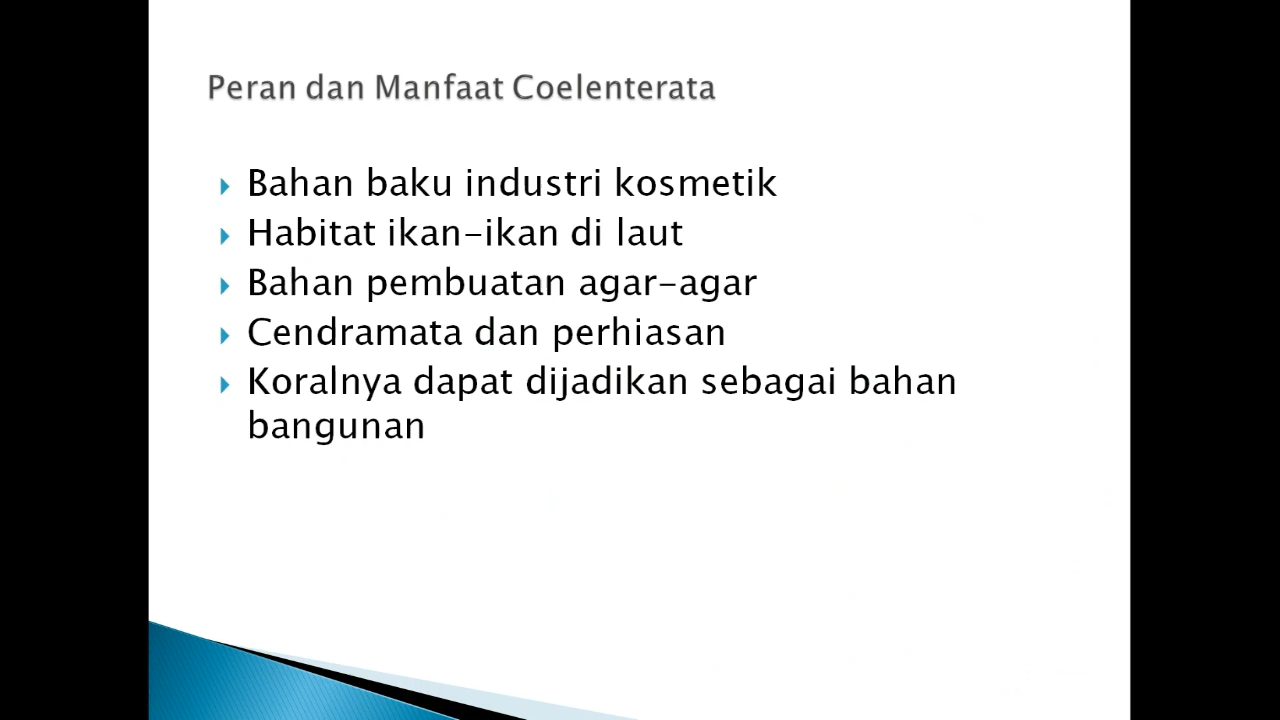 Peran dan Manfaat Coelenterata
Bahan baku industri kosmetik
Habitat ikan-ikan di laut
Bahan pembuatan agar-agar
Cendramata dan perhiasan
Koralnya dapat dijadikan sebagai bahan
bangunan